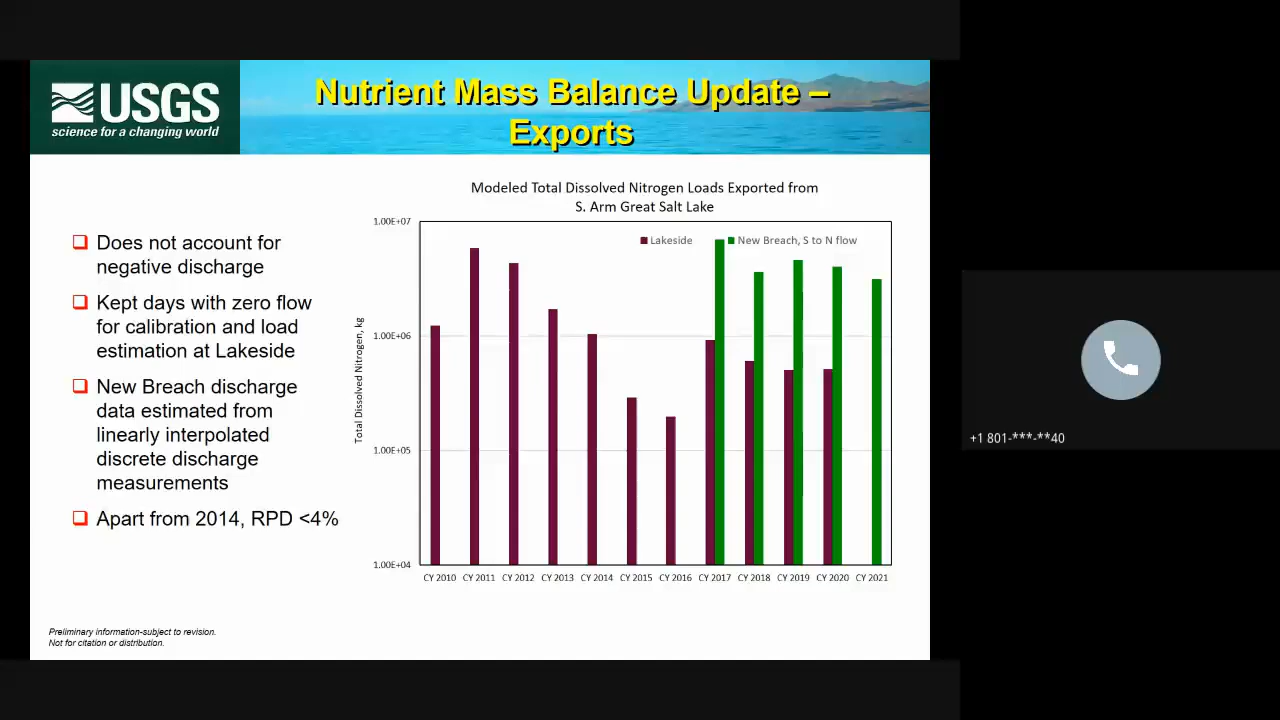 USGS
science for a changing world
Nutrient Mass Balance Update –
Exports
❑ Does not account for
negative discharge
❑ Kept days with zero flow
for calibration and load
estimation at Lakeside
❑ New Breach discharge
data estimated from
linearly interpolated
discrete discharge
measurements
❑ Apart from 2014, RPD <4%
Modeled Total Dissolved Nitrogen Loads Exported from
S. Arm Great Salt Lake
Lakeside
New Breach, S to N flow
Total Dissolved Nitrogen, kg
1.00E+07
1.00E+06
1.00E+05
1.00E+04
CY 2010 CY 2011 CY 2012 CY 2013 CY 2014 CY 2015 CY 2016 CY 2017 CY 2018 CY 2019 CY 2020 CY 2021
Preliminary information-subject to revision.
Not for citation or distribution.
+1 801-***-**40